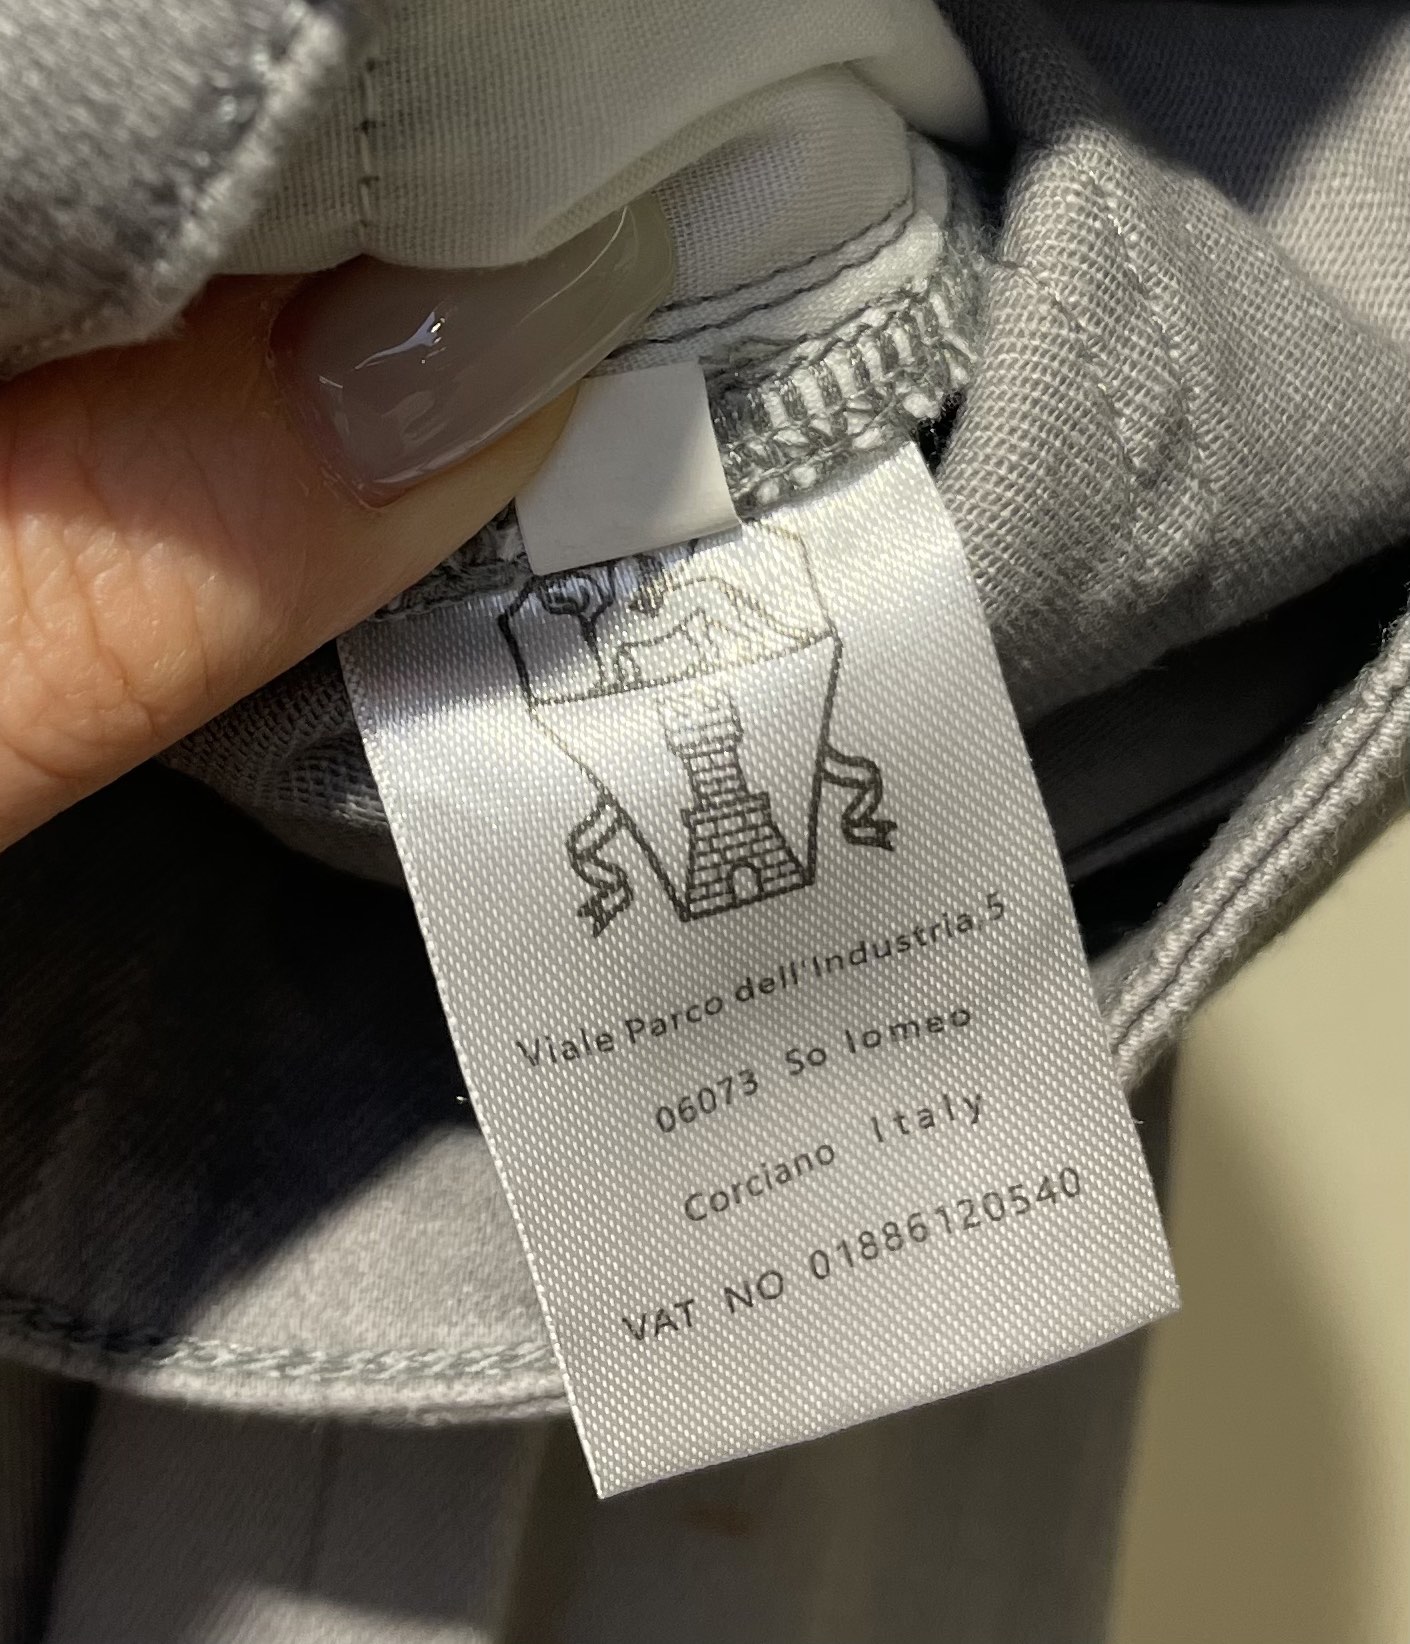 Viale Parco dell'Industria,5
06073 So lomeo
Corciano Italy
VAT NO 01886120540